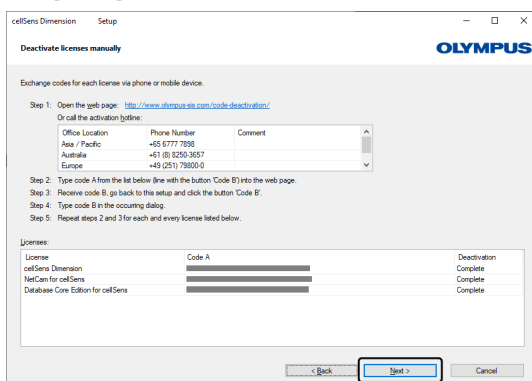 cellSens Dimension Setup
Deactivate licenses manually
OLYMPUS
Exchange codes for each license via phone or mobile device.
Step 1: Open the web page: http://www.olympus-sis.com/code-deactivation/
Or call the activation hotline:
Office Location Phone Number Comment
Asia / Pacific +65 6777 7898
Australia +61 (8) 8250-3657
Europe +49 (251) 79800-0
Step 2: Type code A from the list below (line with the button 'Code B') into the web page.
Step 3: Receive code B, go back to this setup and click the button 'Code B'.
Step 4: Type code B in the occurring dialog.
Step 5: Repeat steps 2 and 3 for each and every license listed below.
Licenses:
License Code A Deactivation
cellSens Dimension Complete
NetCam for cellSens Complete
Database Core Edition for cellSens Complete
< Back Next > Cancel